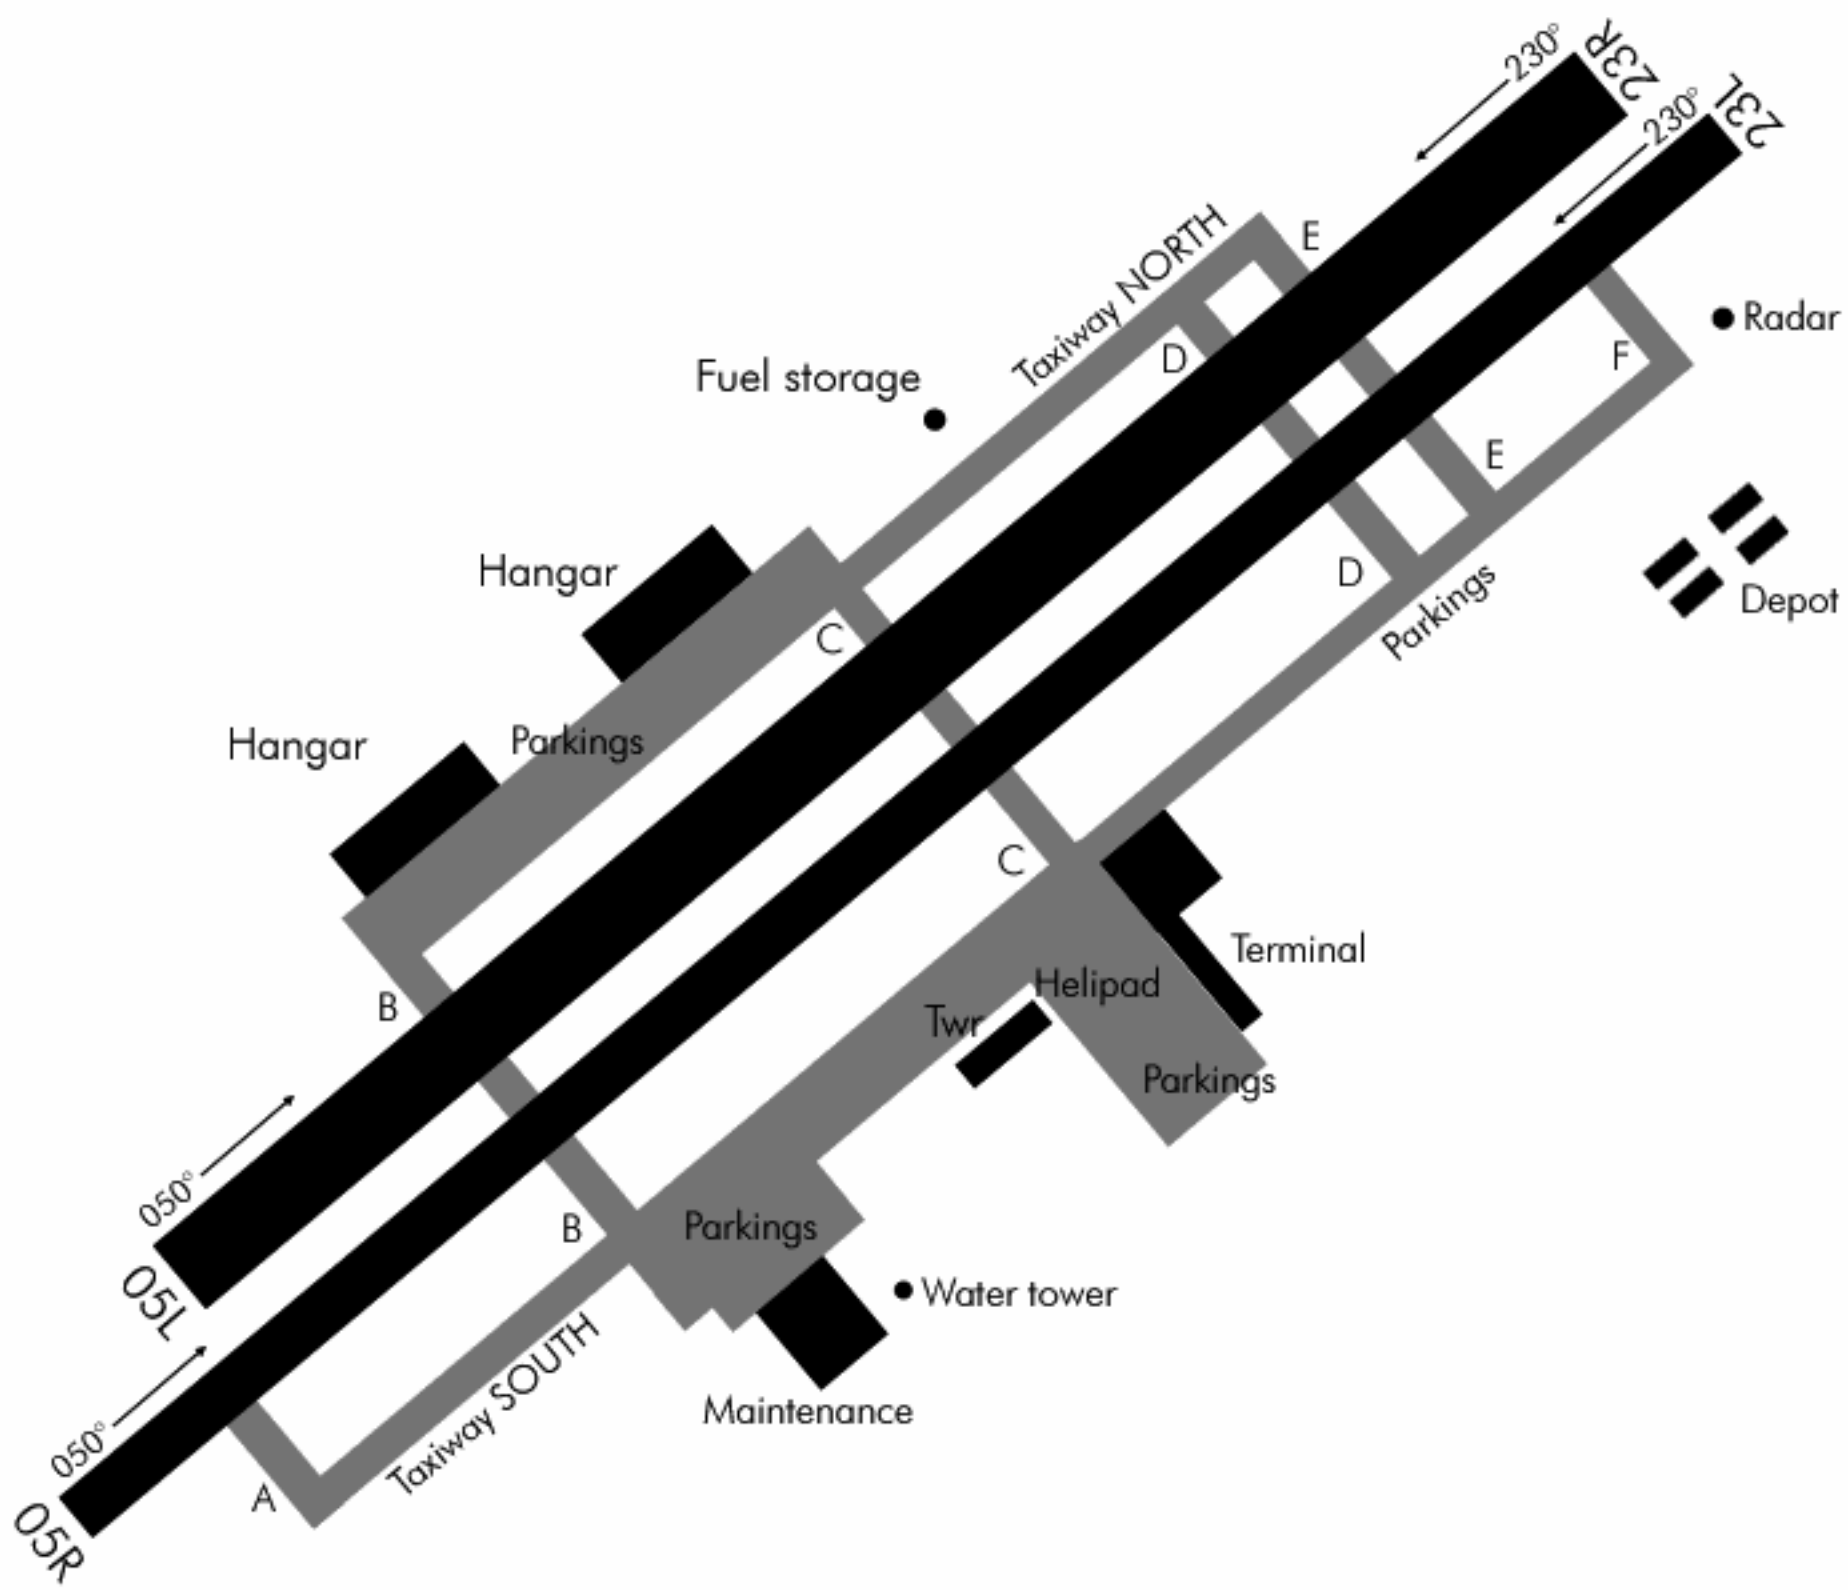 230°
23R
230°
23L
Taxiway NORTH
E
Radar
D
F
Fuel storage
E
Hangar
D
Parkings
Depot
C
Hangar
Parkings
C
Terminal
Helipad
B
Twr
Parkings
050°
B
Parkings
05L
Water tower
Taxiway SOUTH
Maintenance
050°
A
05R